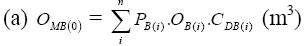 (a) O_{MB(0)} = \sum_{i}^{n} P_{B(i)}.O_{B(i)}.C_{DB(i)} (m^3)